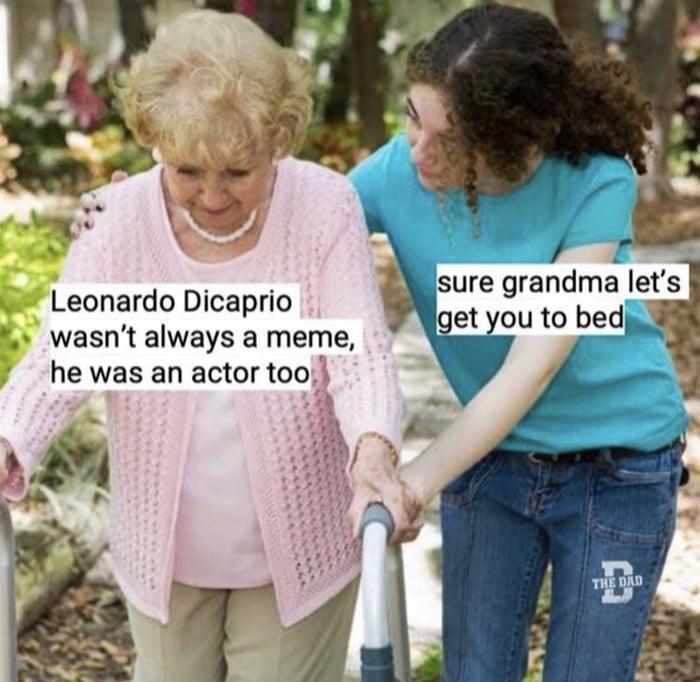 Leonardo Dicaprio
wasn't always a meme,
he was an actor too
sure grandma let's
get you to bed
THE DAD